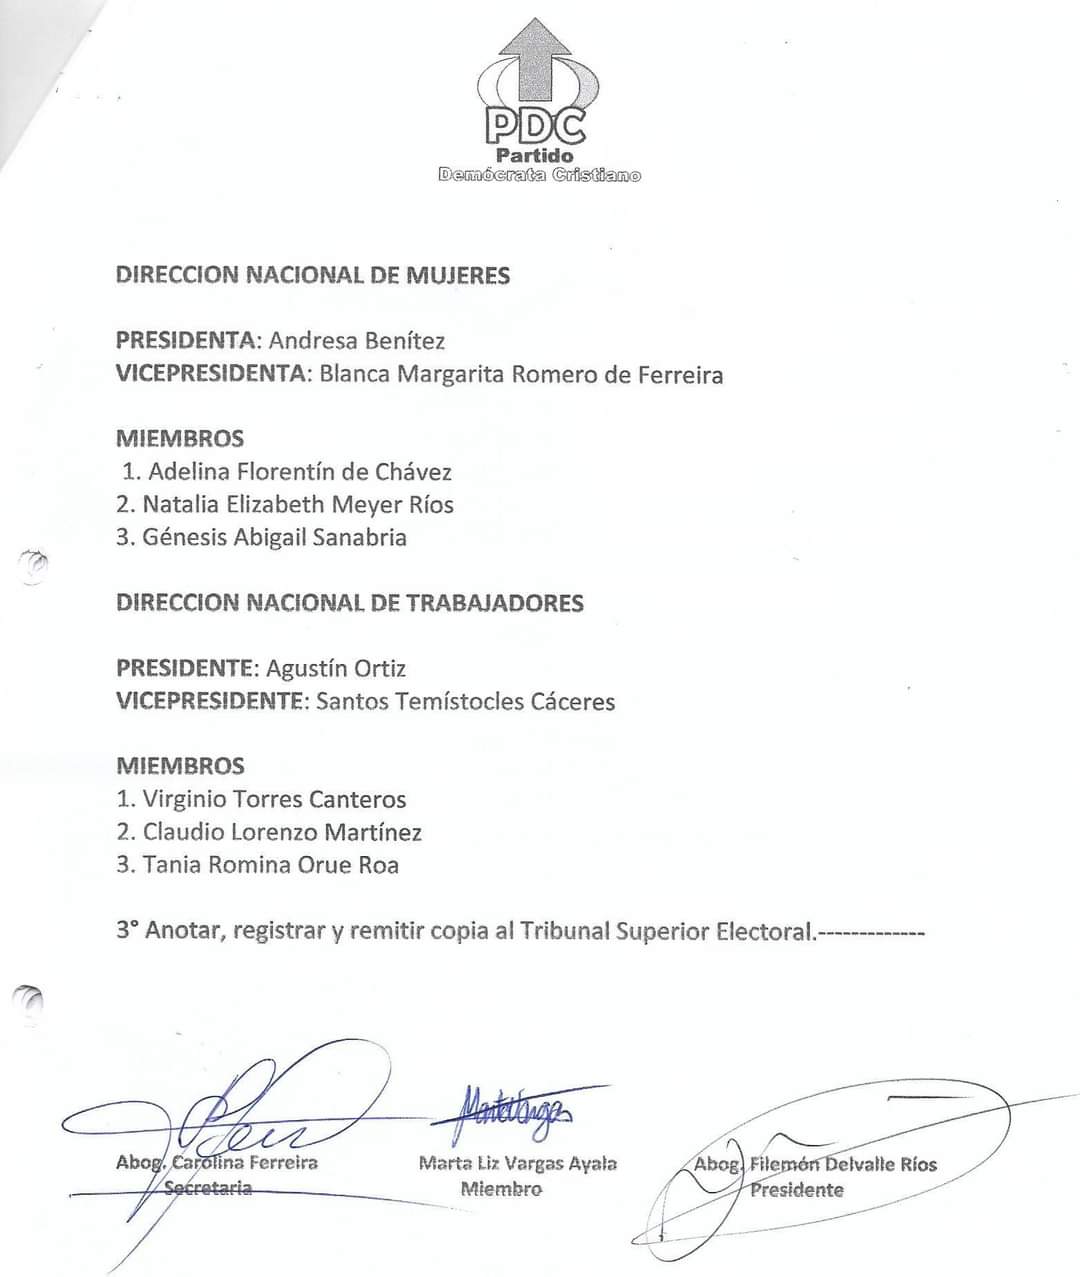 PDC
Partido
Demócrata Cristiano
DIRECCION NACIONAL DE MUJERES
PRESIDENTA: Andresa Benítez
VICEPRESIDENTA: Blanca Margarita Romero de Ferreira
MIEMBROS
1. Adelina Florentín de Chávez
2. Natalia Elizabeth Meyer Ríos
3. Génesis Abigail Sanabria
DIRECCION NACIONAL DE TRABAJADORES
PRESIDENTE: Agustín Ortiz
VICEPRESIDENTE: Santos Temístocles Cáceres
MIEMBROS
1. Virginio Torres Canteros
2. Claudio Lorenzo Martínez
3. Tania Romina Orue Roa
3° Anotar, registrar y remitir copia al Tribunal Superior Electoral.-------------
Abog. Carolina Ferreira Marta Liz Vargas Ayala Abog. Filemón Delvalle Ríos
Secretaria Miembro Presidente